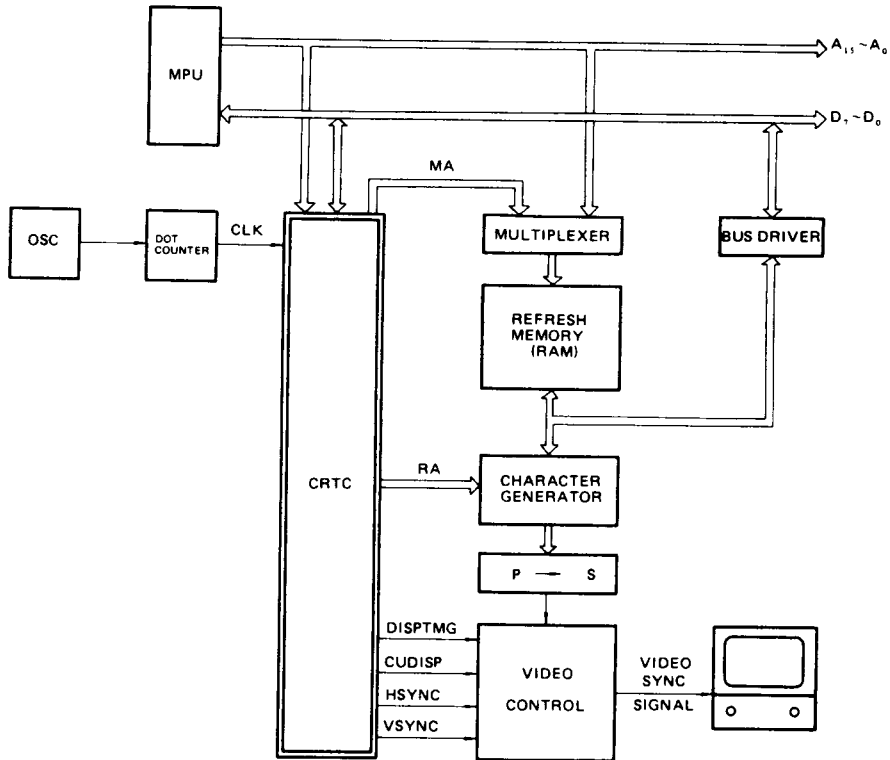 MPU
A₁₅~A₀
D₇~D₀
MA
OSC
DOT
COUNTER
CLK
MULTIPLEXER
BUS DRIVER
REFRESH
MEMORY
(RAM)
CRTC
RA
CHARACTER
GENERATOR
P S
DISPTMG
CUDISP
HSYNC
VSYNC
VIDEO
CONTROL
VIDEO
SYNC
SIGNAL